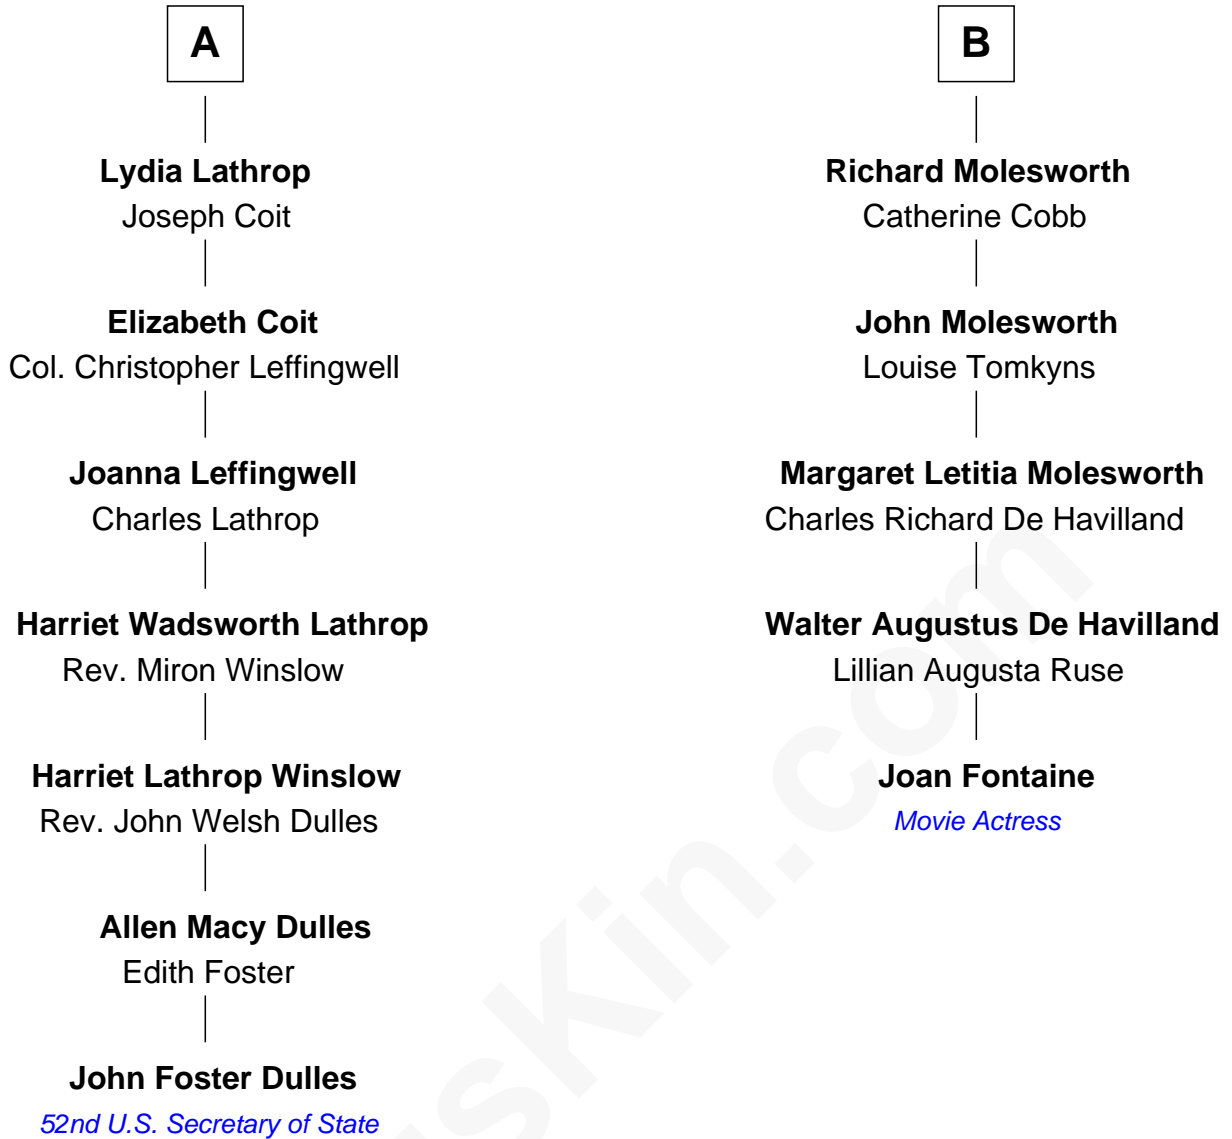 A
Lydia Lathrop
Joseph Coit
Elizabeth Coit
Col. Christopher Leffingwell
Joanna Leffingwell
Charles Lathrop
Harriet Wadsworth Lathrop
Rev. Miron Winslow
Harriet Lathrop Winslow
Rev. John Welsh Dulles
Allen Macy Dulles
Edith Foster
John Foster Dulles
52nd U.S. Secretary of State
B
Richard Molesworth
Catherine Cobb
John Molesworth
Louise Tomkyns
Margaret Letitia Molesworth
Charles Richard De Havilland
Walter Augustus De Havilland
Lillian Augusta Ruse
Joan Fontaine
Movie Actress